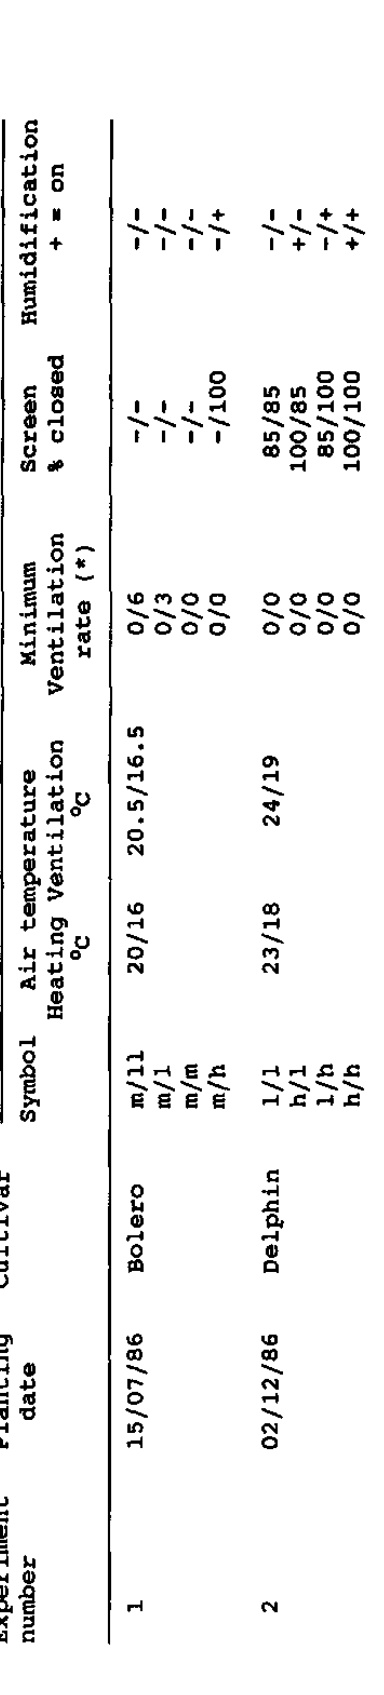 Experiment Planting Cultivar Symbol Air temperature Minimum Screen Humidification
number date Heating Ventilation Ventilation % closed + = on
°C °C rate (*)
1 15/07/86 Bolero m/ll 20/16 20.5/16.5 0/6 -/- -/-
m/l 0/3 -/- -/-
m/m 0/0 -/- -/-
m/h 0/0 -/100 -/+
2 02/12/86 Delphin l/l 23/18 24/19 0/0 85/85 -/-
h/l 0/0 100/85 +/-
l/h 0/0 85/100 -/+
h/h 0/0 100/100 +/+